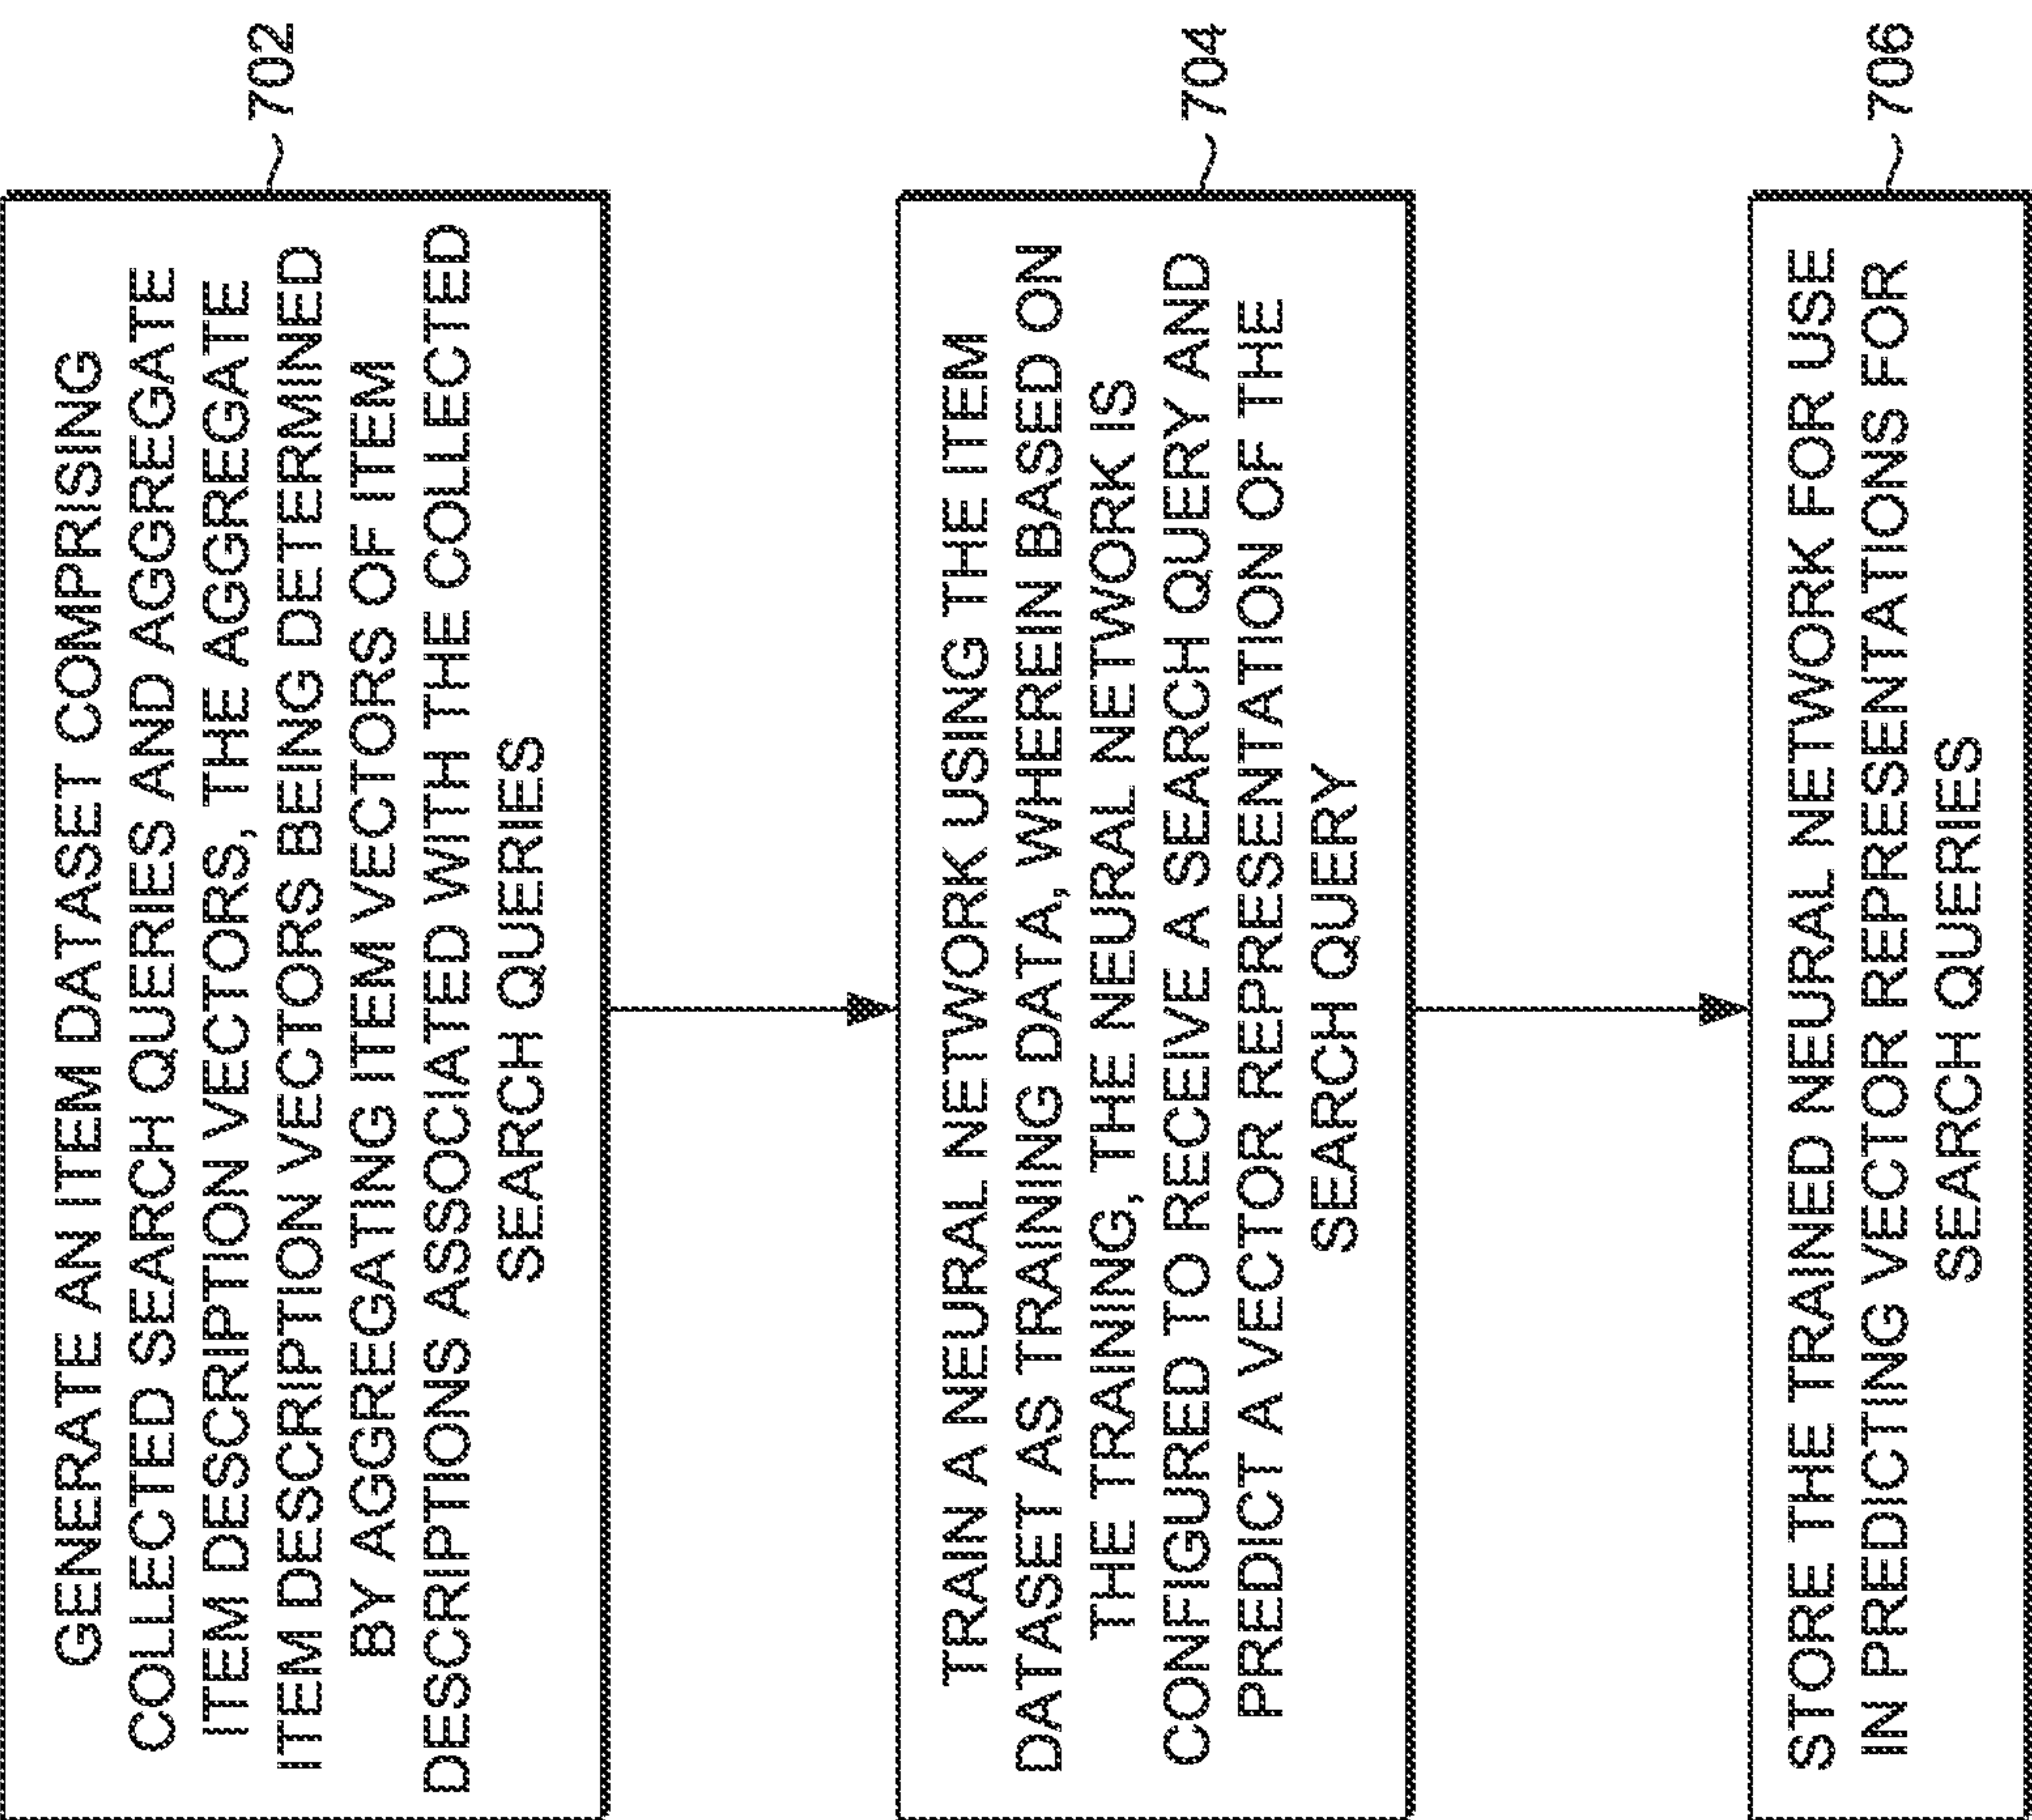 GENERATE AN ITEM DATASET COMPRISING
COLLECTED SEARCH QUERIES AND AGGREGATE
ITEM DESCRIPTION VECTORS, THE AGGREGATE
ITEM DESCRIPTION VECTORS BEING DETERMINED
BY AGGREGATING ITEM VECTORS OF ITEM
DESCRIPTIONS ASSOCIATED WITH THE COLLECTED
SEARCH QUERIES
702
TRAIN A NEURAL NETWORK USING THE ITEM
DATASET AS TRAINING DATA, WHEREIN BASED ON
THE TRAINING, THE NEURAL NETWORK IS
CONFIGURED TO RECEIVE A SEARCH QUERY AND
PREDICT A VECTOR REPRESENTATION OF THE
SEARCH QUERY
704
STORE THE TRAINED NEURAL NETWORK FOR USE
IN PREDICTING VECTOR REPRESENTATIONS FOR
SEARCH QUERIES
706